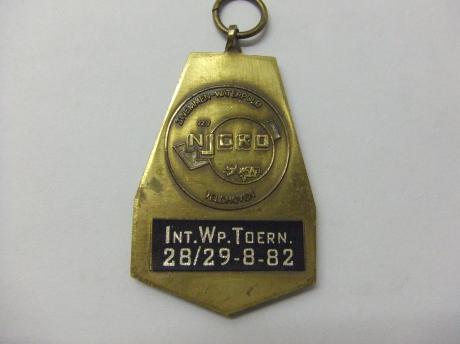 ZWEMMEN-WATERPOLO
NJORD
VELDHOVEN
INT. WP. TOERN.
28/29-8-82